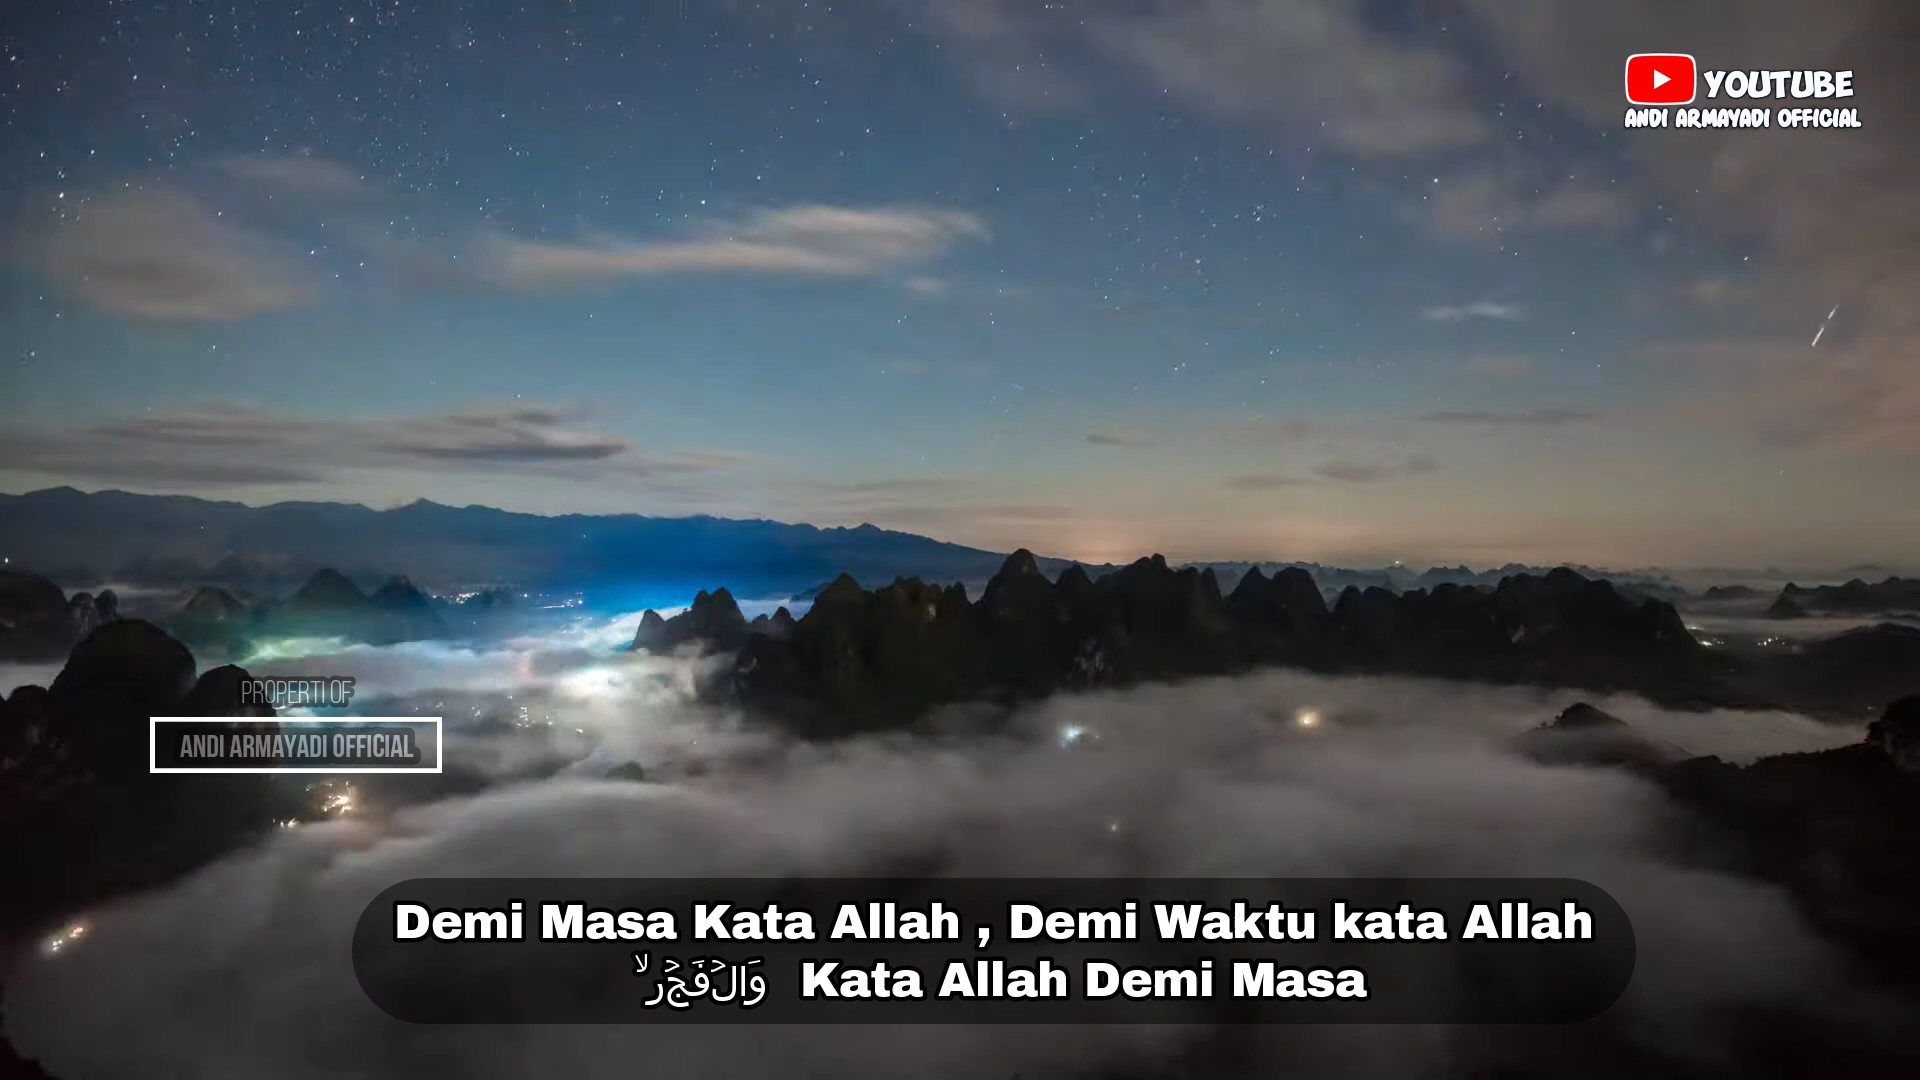 YOUTUBE
ANDI ARMAYADI OFFICIAL
PROPERTI OF
ANDI ARMAYADI OFFICIAL
Demi Masa Kata Allah , Demi Waktu kata Allah
وَالۡفَجۡرِۙ Kata Allah Demi Masa